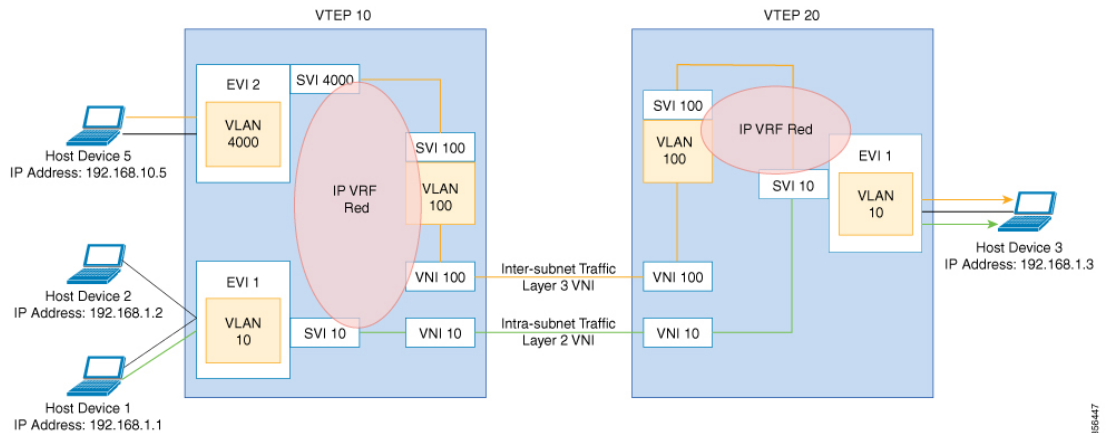 VTEP 10
VTEP 20
EVI 2
SVI 4000
VLAN
4000
Host Device 5
IP Address: 192.168.10.5
SVI 100
VLAN
100
IP VRF
Red
SVI 100
VLAN
100
IP VRF Red
EVI 1
SVI 10
VLAN
10
Host Device 3
IP Address: 192.168.1.3
Host Device 2
IP Address: 192.168.1.2
EVI 1
VLAN
10
SVI 10
VNI 100
Inter-subnet Traffic
Layer 3 VNI
VNI 100
VNI 10
Intra-subnet Traffic
Layer 2 VNI
VNI 10
Host Device 1
IP Address: 192.168.1.1
356447